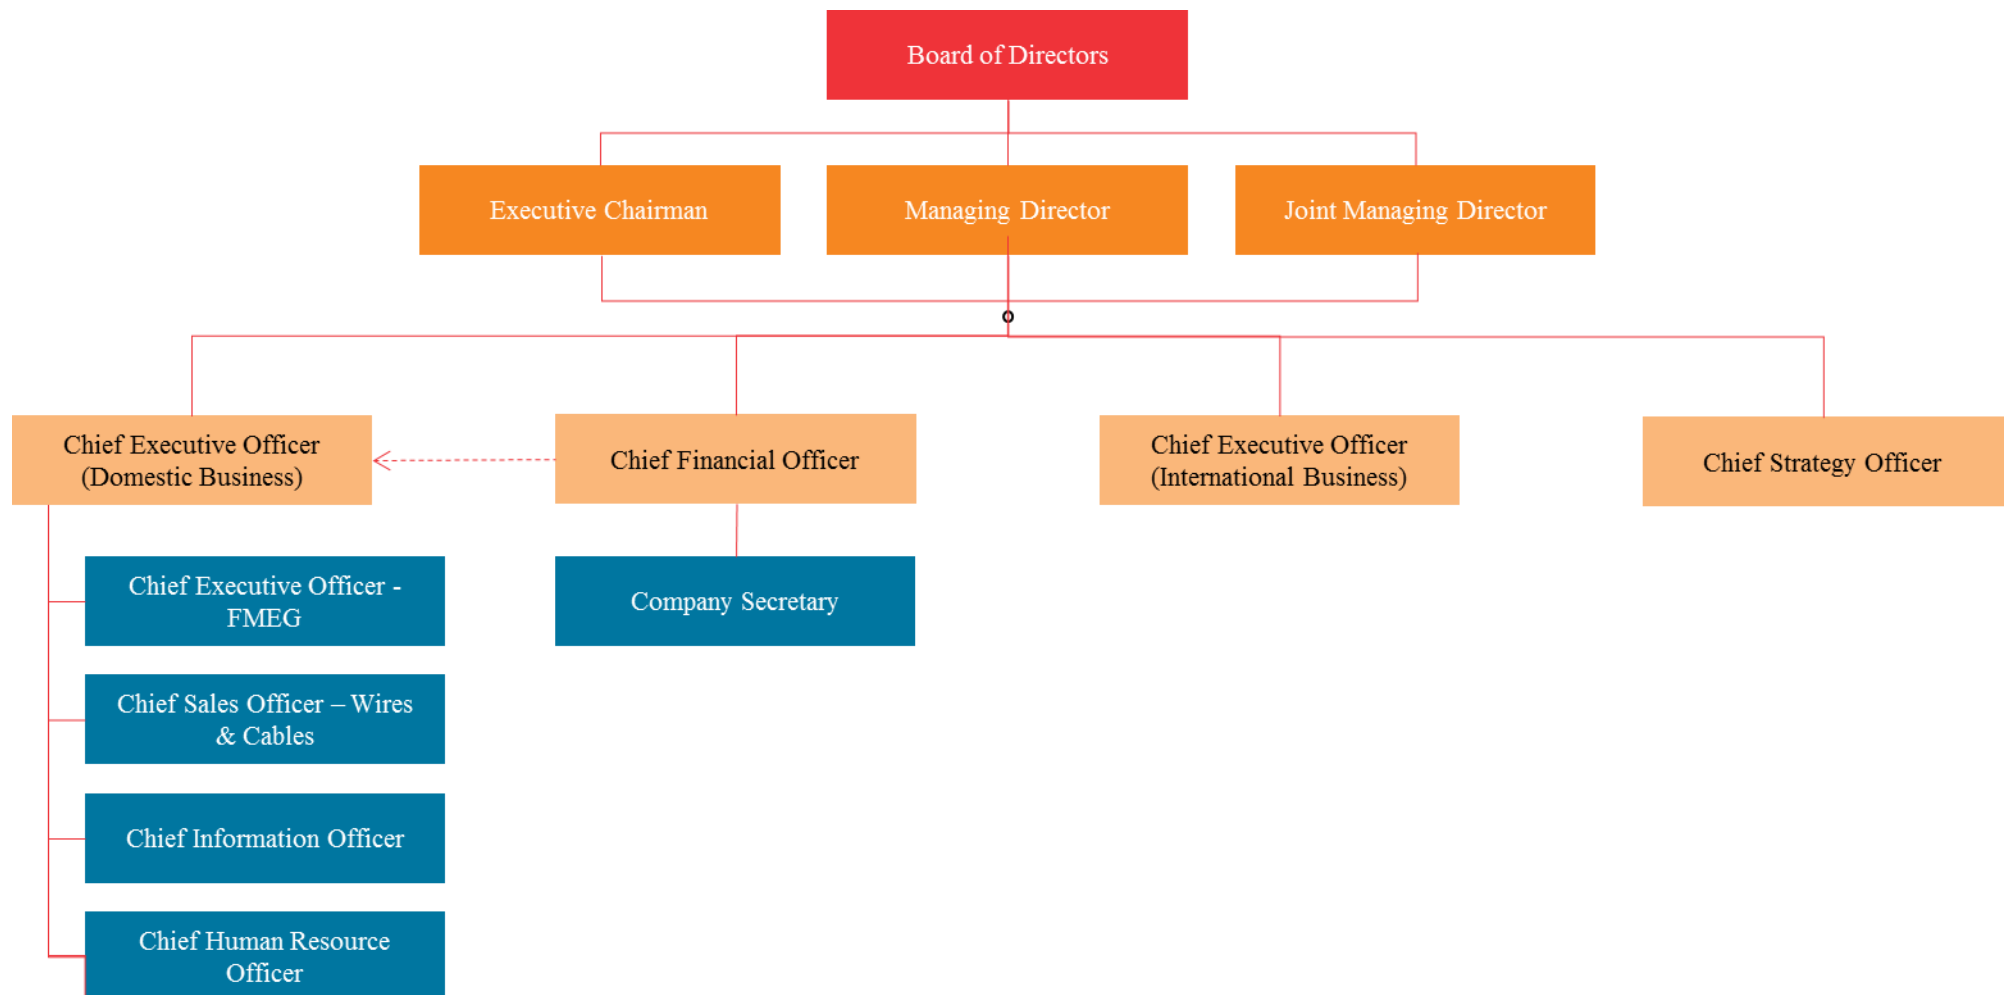 Board of Directors
Executive Chairman
Managing Director
Joint Managing Director
Chief Executive Officer
(Domestic Business)
Chief Financial Officer
Chief Executive Officer
(International Business)
Chief Strategy Officer
Chief Executive Officer -
FMEG
Company Secretary
Chief Sales Officer – Wires
& Cables
Chief Information Officer
Chief Human Resource
Officer